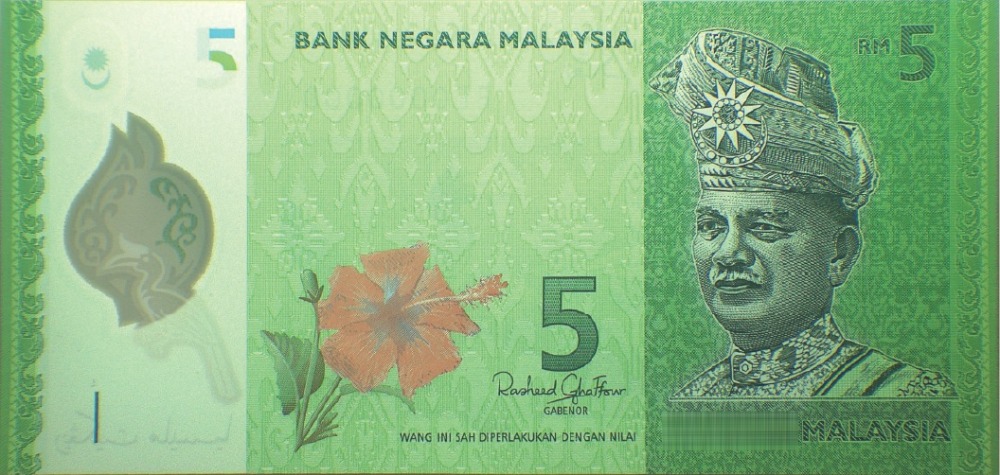 5
BANK NEGARA MALAYSIA
RM 5
5
Rasheed Ghaffour
GABENOR
WANG INI SAH DIPERLAKUKAN DENGAN NILAI
MALAYSIA